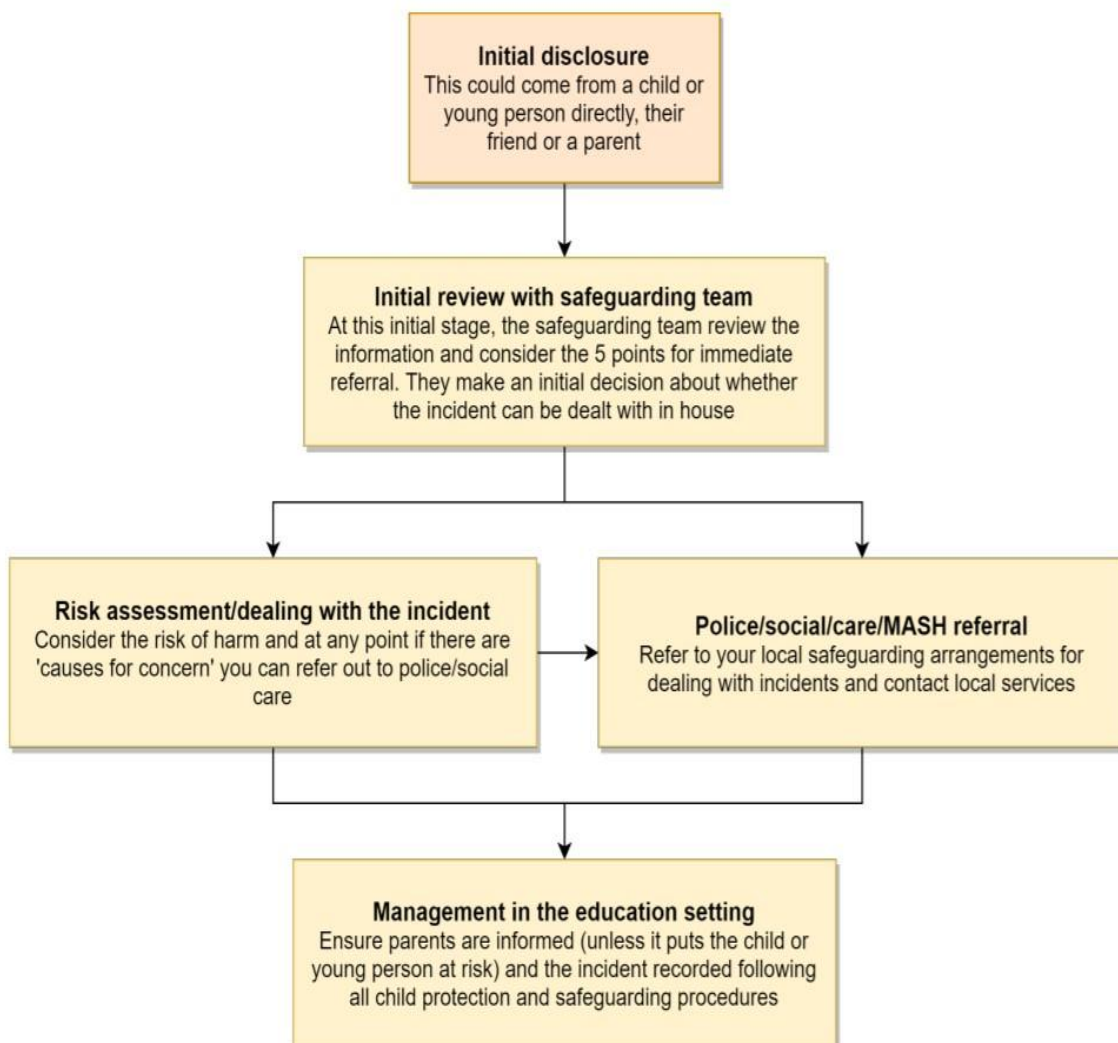 Initial disclosure
This could come from a child or
young person directly, their
friend or a parent
Initial review with safeguarding team
At this initial stage, the safeguarding team review the
information and consider the 5 points for immediate
referral. They make an initial decision about whether
the incident can be dealt with in house
Risk assessment/dealing with the incident
Consider the risk of harm and at any point if there are
'causes for concern' you can refer out to police/social
care
Police/social/care/MASH referral
Refer to your local safeguarding arrangements for
dealing with incidents and contact local services
Management in the education setting
Ensure parents are informed (unless it puts the child or
young person at risk) and the incident recorded following
all child protection and safeguarding procedures